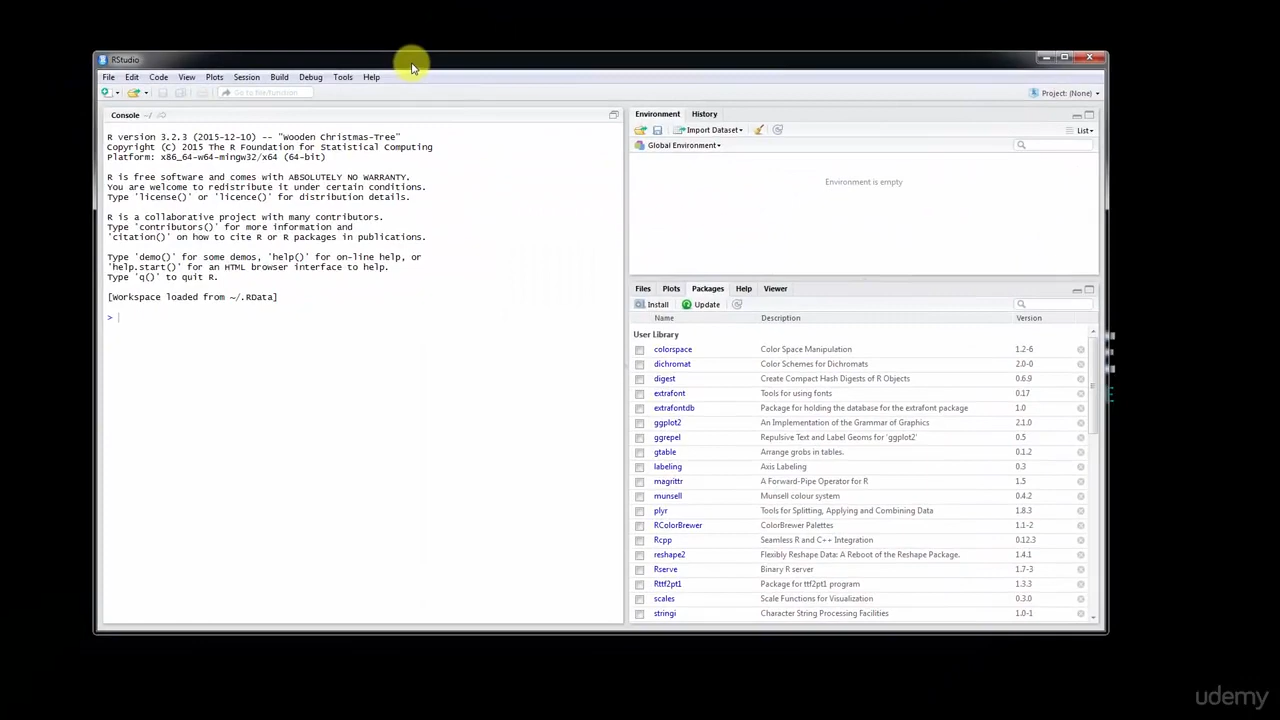 RStudio
File Edit Code View Plots Session Build Debug Tools Help
Go to file/function
Project: (None)
Console ~/
R version 3.2.3 (2015-12-10) -- "Wooden Christmas-Tree"
Copyright (C) 2015 The R Foundation for Statistical Computing
Platform: x86_64-w64-mingw32/x64 (64-bit)
R is free software and comes with ABSOLUTELY NO WARRANTY.
You are welcome to redistribute it under certain conditions.
Type 'license()' or 'licence()' for distribution details.
R is a collaborative project with many contributors.
Type 'contributors()' for more information and
'citation()' on how to cite R or R packages in publications.
Type 'demo()' for some demos, 'help()' for on-line help, or
'help.start()' for an HTML browser interface to help.
Type 'q()' to quit R.
[Workspace loaded from ~/.RData]
>
Environment History
Import Dataset
List
Global Environment
Environment is empty
Files Plots Packages Help Viewer
Install Update
Name Description Version
User Library
colorspace Color Space Manipulation 1.2-6
dichromat Color Schemes for Dichromats 2.0-0
digest Create Compact Hash Digests of R Objects 0.6.9
extrafont Tools for using fonts 0.17
extrafontdb Package for holding the database for the extrafont package 1.0
ggplot2 An Implementation of the Grammar of Graphics 2.1.0
ggrepel Repulsive Text and Label Geoms for 'ggplot2' 0.5
gtable Arrange grobs in tables. 0.1.2
labeling Axis Labeling 0.3
magrittr A Forward-Pipe Operator for R 1.5
munsell Munsell colour system 0.4.2
plyr Tools for Splitting, Applying and Combining Data 1.8.3
RColorBrewer ColorBrewer Palettes 1.1-2
Rcpp Seamless R and C++ Integration 0.12.3
reshape2 Flexibly Reshape Data: A Reboot of the Reshape Package. 1.4.1
Rserve Binary R server 1.7-3
Rttf2pt1 Package for ttf2pt1 program 1.3.3
scales Scale Functions for Visualization 0.3.0
stringi Character String Processing Facilities 1.0-1
udemy